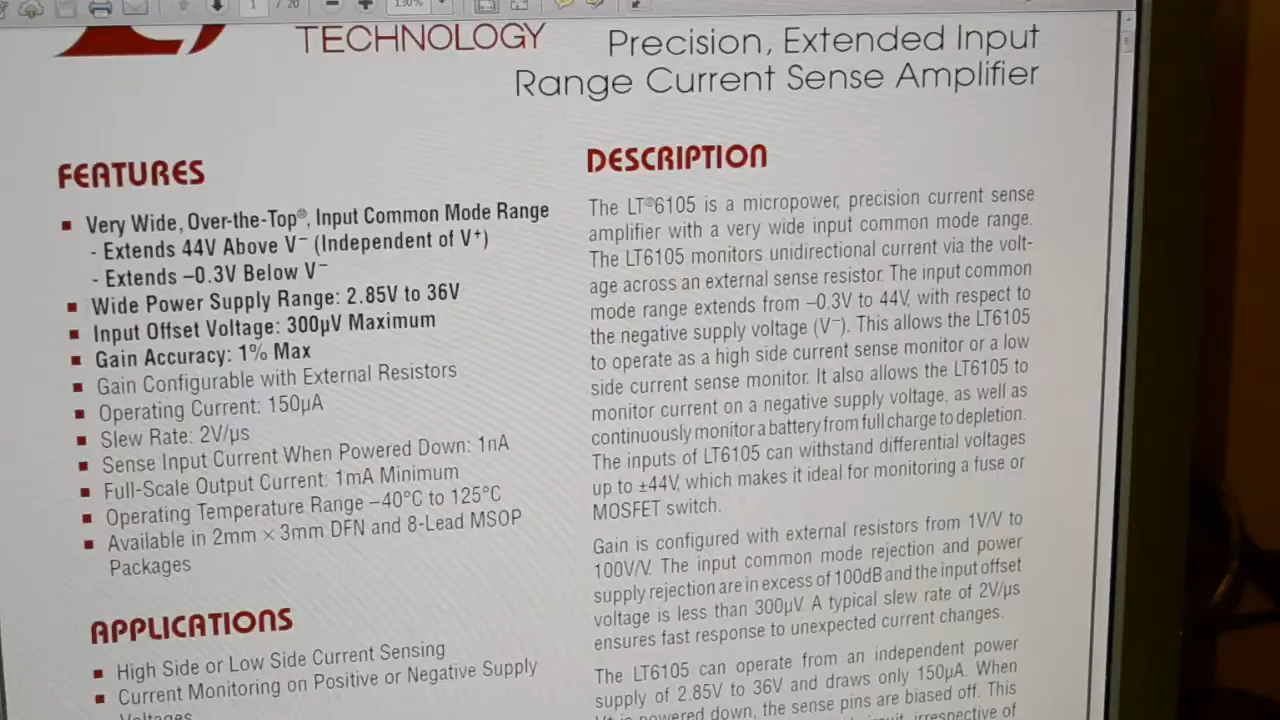 1 / 20
130%
TECHNOLOGY
Precision, Extended Input
Range Current Sense Amplifier
FEATURES
Very Wide, Over-the-Top®, Input Common Mode Range
- Extends 44V Above V⁻ (Independent of V⁺)
- Extends –0.3V Below V⁻
Wide Power Supply Range: 2.85V to 36V
Input Offset Voltage: 300µV Maximum
Gain Accuracy: 1% Max
Gain Configurable with External Resistors
Operating Current: 150µA
Slew Rate: 2V/µs
Sense Input Current When Powered Down: 1nA
Full-Scale Output Current: 1mA Minimum
Operating Temperature Range –40°C to 125°C
Available in 2mm × 3mm DFN and 8-Lead MSOP
Packages
APPLICATIONS
High Side or Low Side Current Sensing
Current Monitoring on Positive or Negative Supply
Voltages
DESCRIPTION
The LT®6105 is a micropower, precision current sense
amplifier with a very wide input common mode range.
The LT6105 monitors unidirectional current via the volt-
age across an external sense resistor. The input common
mode range extends from –0.3V to 44V, with respect to
the negative supply voltage (V⁻). This allows the LT6105
to operate as a high side current sense monitor or a low
side current sense monitor. It also allows the LT6105 to
monitor current on a negative supply voltage, as well as
continuously monitor a battery from full charge to depletion.
The inputs of LT6105 can withstand differential voltages
up to ±44V, which makes it ideal for monitoring a fuse or
MOSFET switch.
Gain is configured with external resistors from 1V/V to
100V/V. The input common mode rejection and power
supply rejection are in excess of 100dB and the input offset
voltage is less than 300µV. A typical slew rate of 2V/µs
ensures fast response to unexpected current changes.
The LT6105 can operate from an independent power
supply of 2.85V to 36V and draws only 150µA. When
V⁺ is powered down, the sense pins are biased off. This
irrespective of